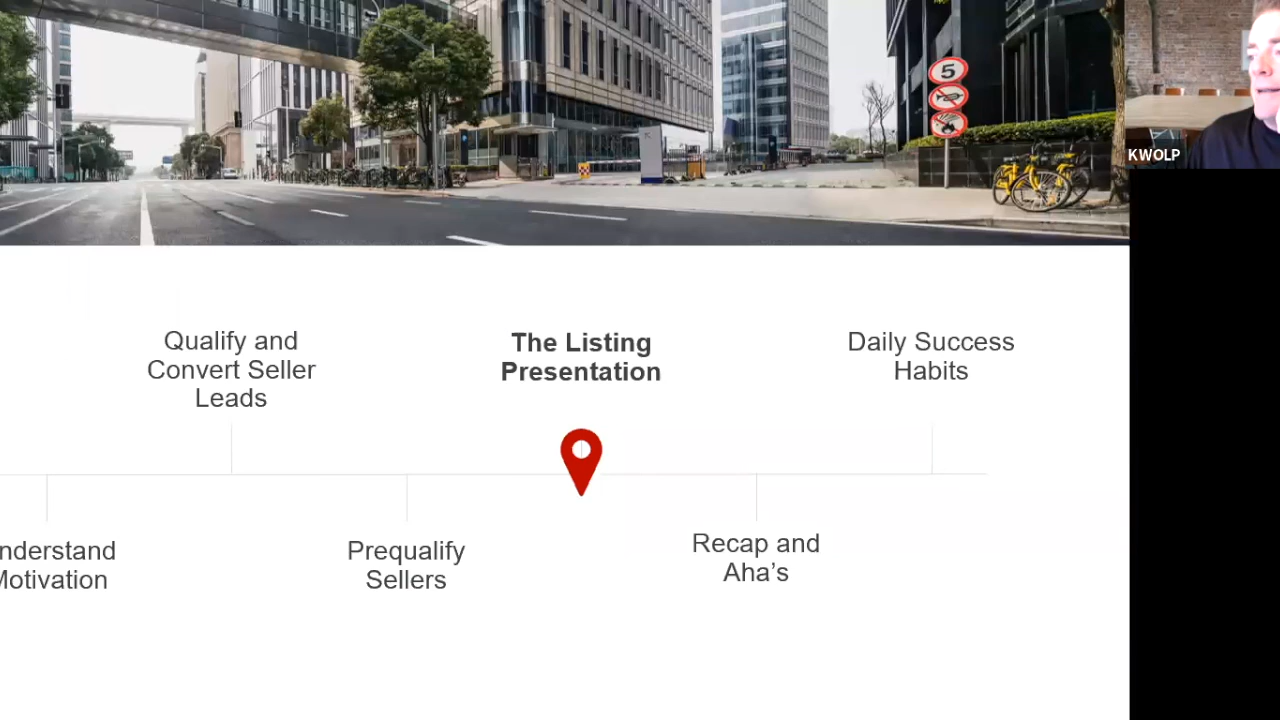 5
KWOLP
Qualify and
Convert Seller
Leads
The Listing
Presentation
Daily Success
Habits
nderstand
Motivation
Prequalify
Sellers
Recap and
Aha’s